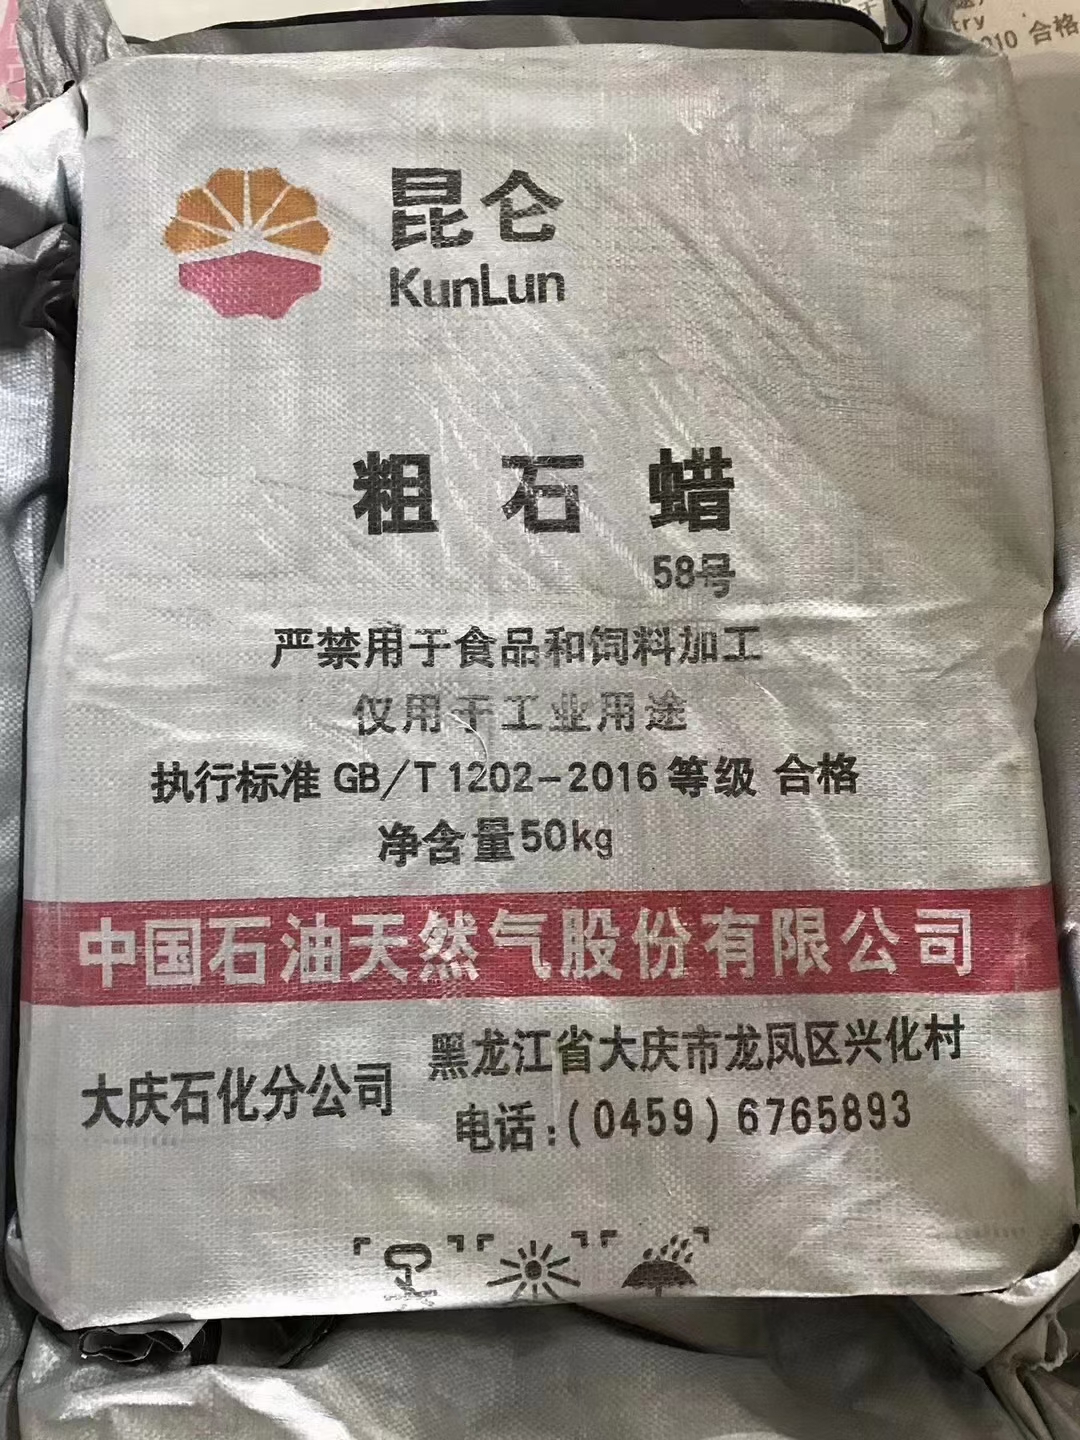 try
010 合格
昆仑
KunLun
粗石蜡
58号
严禁用于食品和饲料加工
仅用于工业用途
执行标准 GB/T 1202-2016 等级 合格
净含量50kg
中国石油天然气股份有限公司
大庆石化分公司
黑龙江省大庆市龙凤区兴化村
电话:(0459)6765893